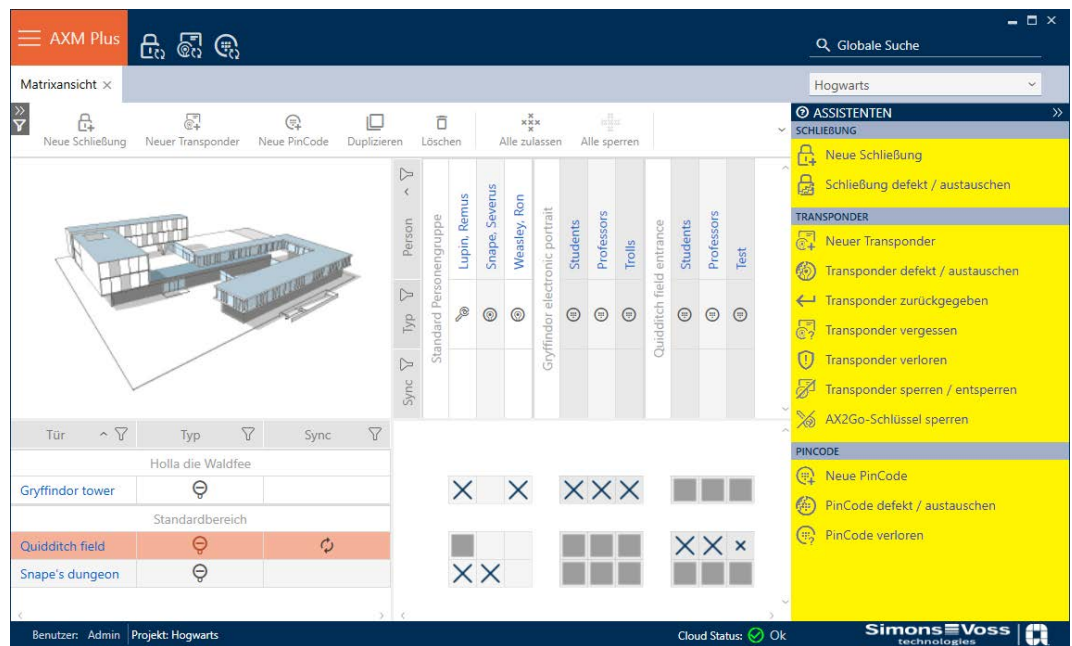 AXM Plus
Globale Suche
Matrixansicht
Hogwarts
Neue Schließung
Neuer Transponder
Neue PinCode
Duplizieren
Löschen
Alle zulassen
Alle sperren
Person
Typ
Sync
Standard Personengruppe
Lupin, Remus
Snape, Severus
Weasley, Ron
Gryffindor electronic portrait
Students
Professors
Trolls
Quidditch field entrance
Students
Professors
Test
Tür
Typ
Sync
Holla die Waldfee
Gryffindor tower
Standardbereich
Quidditch field
Snape's dungeon
ASSISTENTEN
SCHLIEßUNG
Neue Schließung
Schließung defekt / austauschen
TRANSPONDER
Neuer Transponder
Transponder defekt / austauschen
Transponder zurückgegeben
Transponder vergessen
Transponder verloren
Transponder sperren / entsperren
AX2Go-Schlüssel sperren
PINCODE
Neue PinCode
PinCode defekt / austauschen
PinCode verloren
Benutzer: Admin
Projekt: Hogwarts
Cloud Status: Ok
Simons Voss
technologies